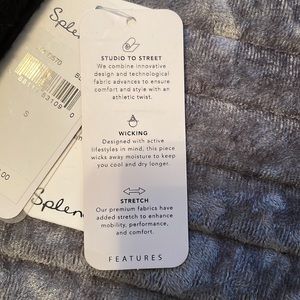 Splen
S
.00
Splen
STUDIO TO STREET
We combine innovative
design and technological
fabric advances to ensure
comfort and style with an
athletic twist.
WICKING
Designed with active
lifestyles in mind, this piece
wicks away moisture to keep
you cool and dry longer.
STRETCH
Our premium fabrics have
added stretch to enhance
mobility, performance,
and comfort.
FEATURES